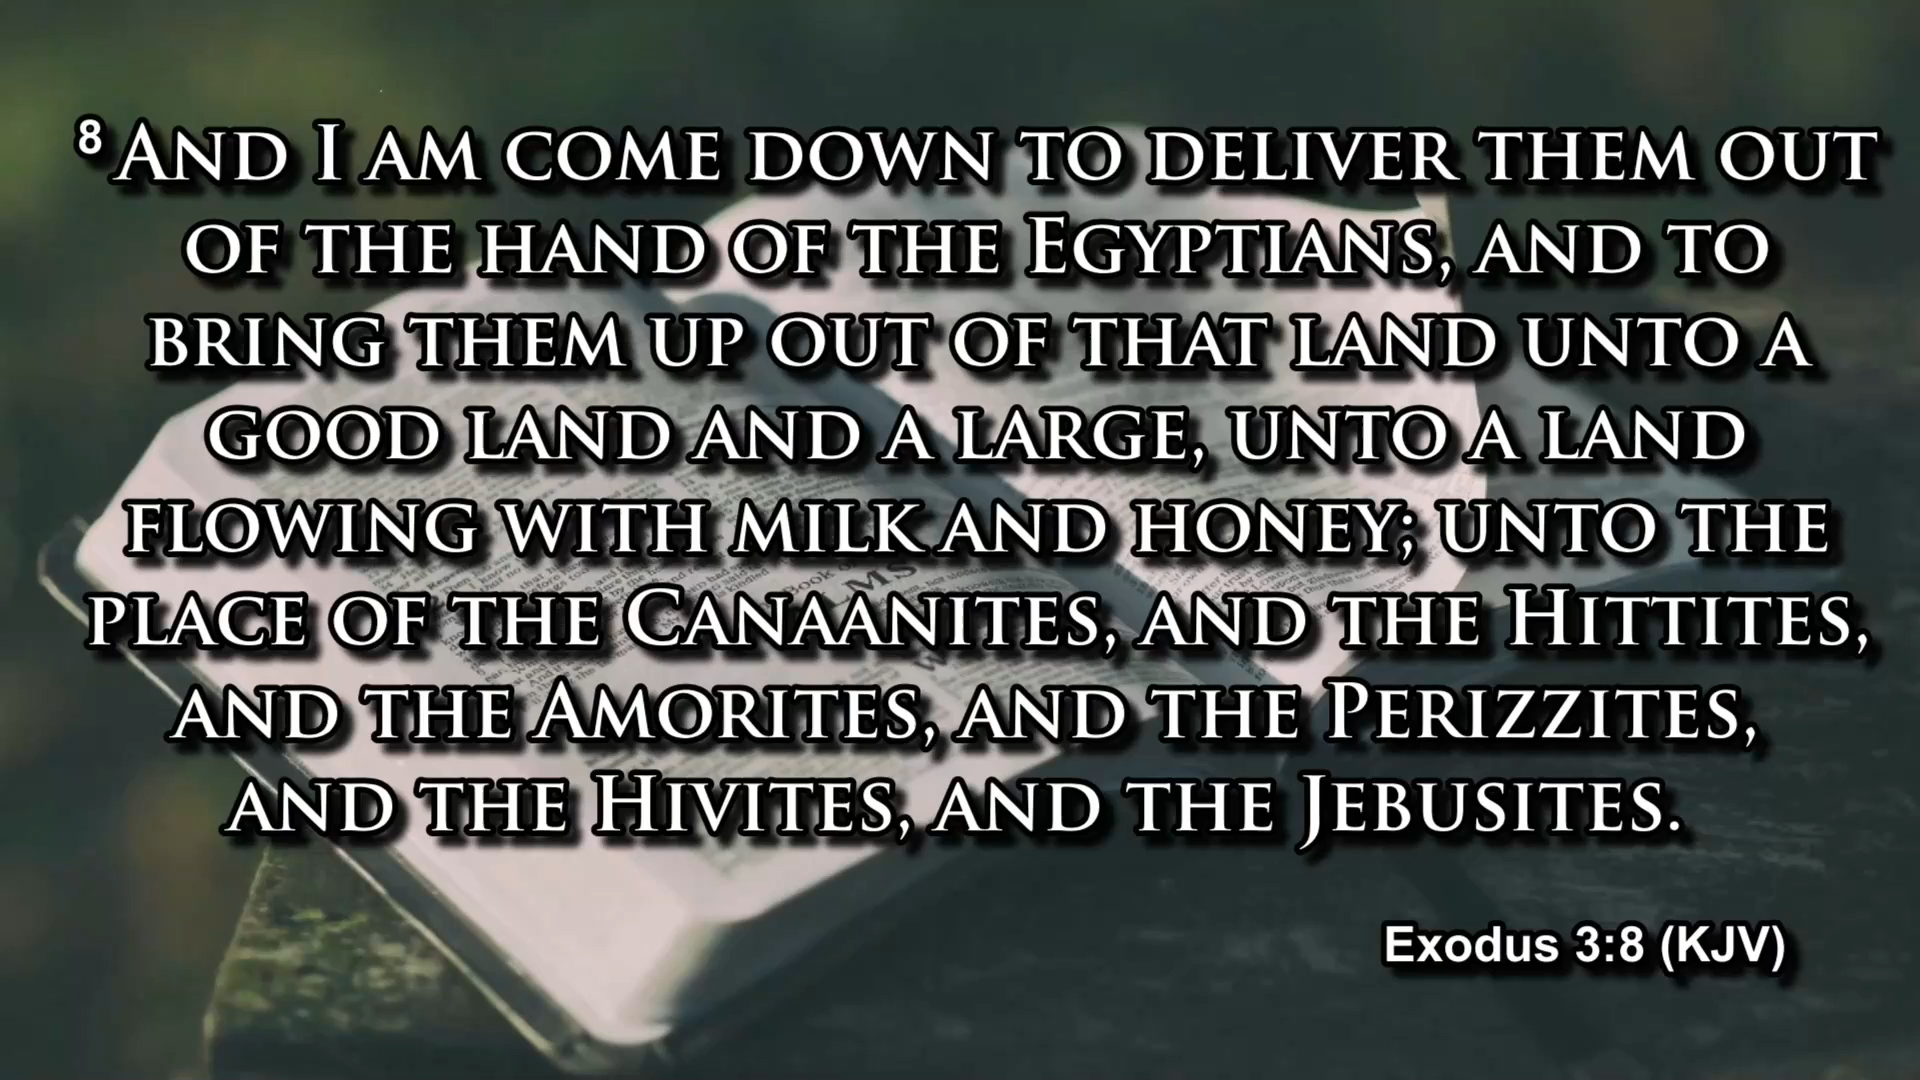 8 And I am come down to deliver them out
of the hand of the Egyptians, and to
bring them up out of that land unto a
good land and a large, unto a land
flowing with milk and honey; unto the
place of the Canaanites, and the Hittites,
and the Amorites, and the Perizzites,
and the Hivites, and the Jebusites.
Exodus 3:8 (KJV)